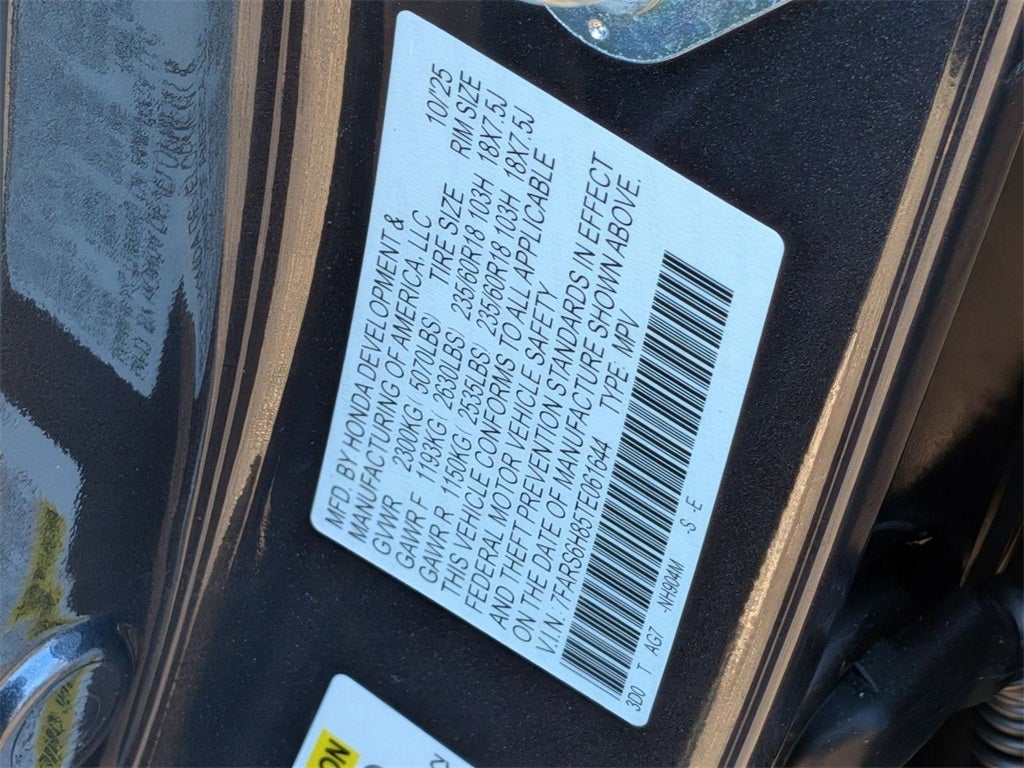 MFD. BY HONDA DEVELOPMENT &
MANUFACTURING OF AMERICA, LLC 10/'25
GVWR 2300KG / 5070LBS) TIRE SIZE RIM SIZE
GAWR F 1193KG / 2630LBS) 235/60R18 103H 18X7.5J
GAWR R 1150KG / 2535LBS) 235/60R18 103H 18X7.5J
THIS VEHICLE CONFORMS TO ALL APPLICABLE
FEDERAL MOTOR VEHICLE SAFETY
AND THEFT PREVENTION STANDARDS IN EFFECT
ON THE DATE OF MANUFACTURE SHOWN ABOVE.
V.I.N.: 7FARS6H85TE061644 TYPE: MPV
3D0 T AG7 -NH904M -S -E